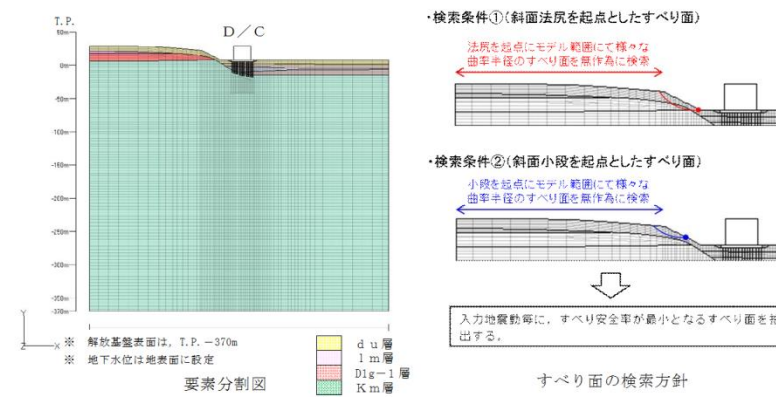 T.P.
D/C
50m
0m
-50m
-100m
-150m
-200m
-300m
-350m
-370m
※ 解放基盤表面は，T.P.-370m
※ 地下水位は地表面に設定
Y
Z
X
du層
lm層
D1g-1層
Km層
要素分割図
・検索条件①(斜面法尻を起点としたすべり面)
法尻を起点にモデル範囲にて様々な
曲率半径のすべり面を無作為に検索
・検索条件②(斜面小段を起点としたすべり面)
小段を起点にモデル範囲にて様々な
曲率半径のすべり面を無作為に検索
入力地震動毎に，すべり安全率が最小となるすべり面を抽
出する。
すべり面の検索方針